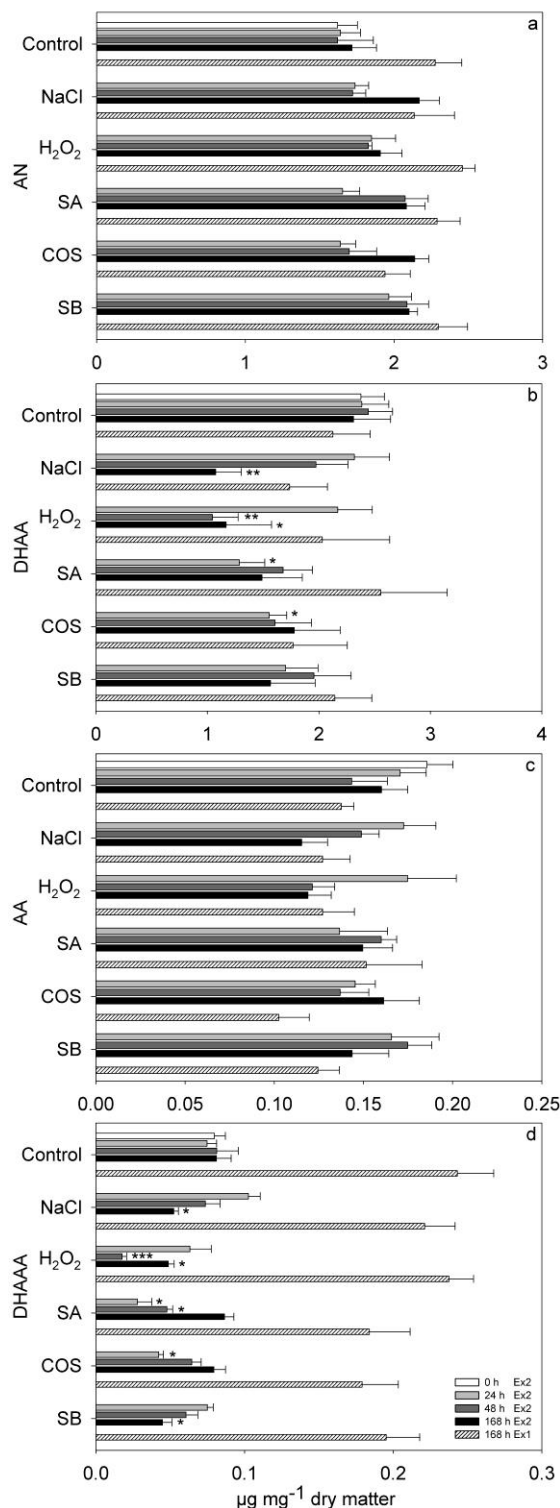 a
Control
NaCl
H₂O₂
SA
COS
SB
AN
0 1 2 3
b
Control
NaCl
**
H₂O₂
**
*
SA
*
COS
*
SB
DHAA
0 1 2 3 4
c
Control
NaCl
H₂O₂
SA
COS
SB
AA
0.00 0.05 0.10 0.15 0.20 0.25
d
Control
NaCl
*
H₂O₂
***
*
SA
*
*
COS
*
SB
*
DHAAA
0 h Ex2
24 h Ex2
48 h Ex2
168 h Ex2
168 h Ex1
0.0 0.1 0.2 0.3
µg mg⁻¹ dry matter